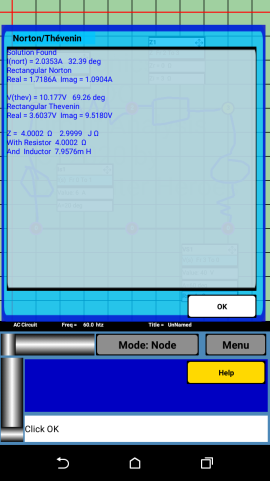 Norton/Thévenin
Solution Found
I(nort) = 2.0353A   32.39 deg
Rectangular Norton
Real = 1.7186A  Imag = 1.0904A
V(thev) = 10.177V   69.26 deg
Rectangular Thevenin
Real = 3.6037V  Imag = 9.5180V
Z =  4.0002  Ω    2.9999   J Ω
With Resistor  4.0002  Ω
And  Inductor  7.9576m H
OK
AC Circuit Freq = 60.0 htz Title = UnNamed
Mode: Node Menu
Help
Click OK